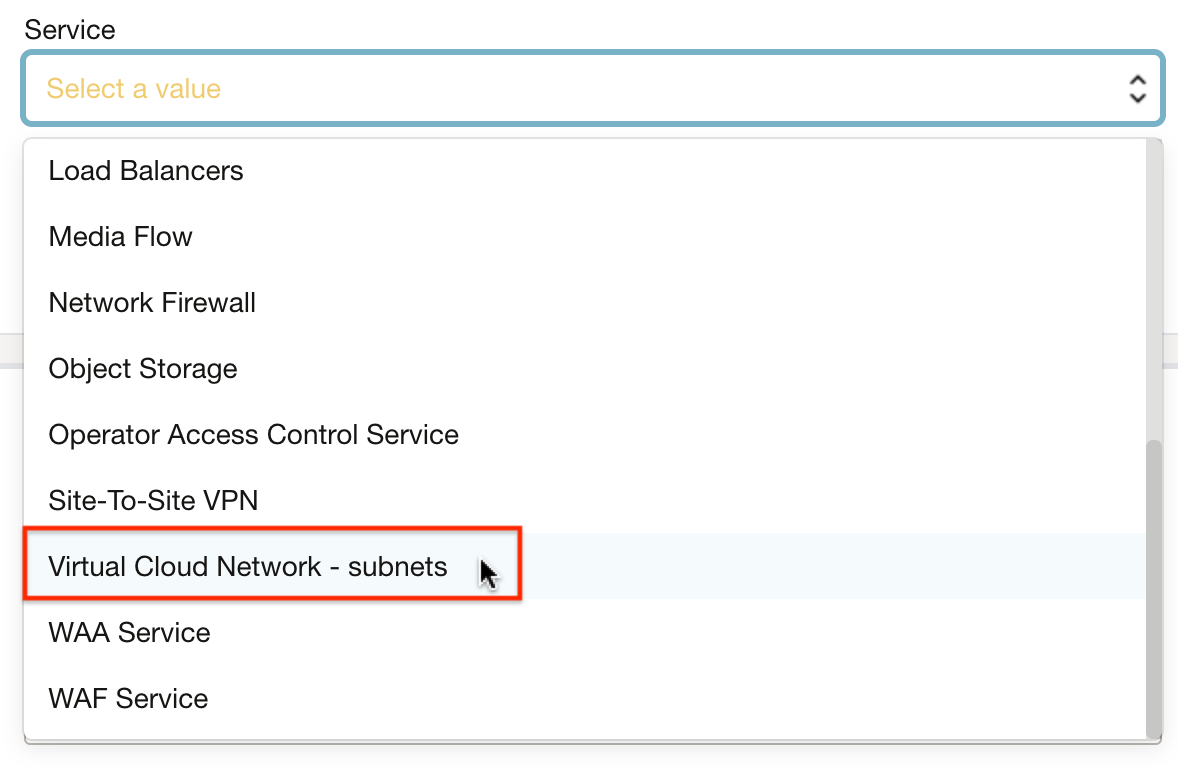 Service
Select a value
Load Balancers
Media Flow
Network Firewall
Object Storage
Operator Access Control Service
Site-To-Site VPN
Virtual Cloud Network - subnets
WAA Service
WAF Service